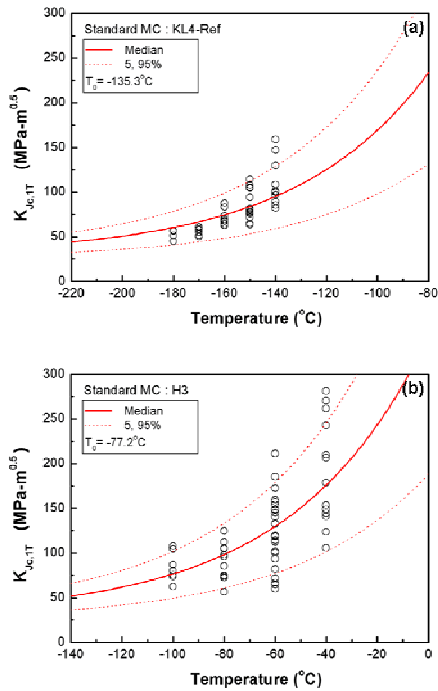 Standard MC : KL4-Ref
(a)
Median
5, 95%
T0= -135.3°C
300
250
200
150
100
50
0
KJc,1T (MPa-m^0.5)
-220 -200 -180 -160 -140 -120 -100 -80
Temperature (°C)
Standard MC : H3
(b)
Median
5, 95%
T0= -77.2°C
300
250
200
150
100
50
0
KJc,1T (MPa-m^0.5)
-140 -120 -100 -80 -60 -40 -20 0
Temperature (°C)